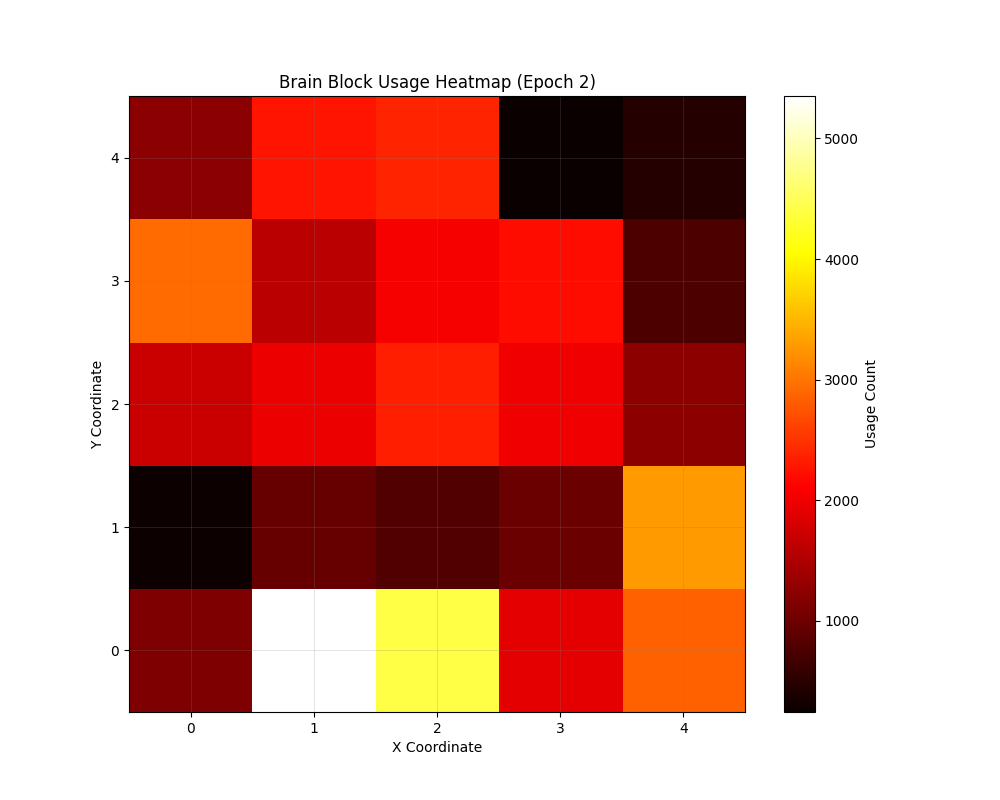 Brain Block Usage Heatmap (Epoch 2)
4
3
2
1
0
Y Coordinate
0 1 2 3 4
X Coordinate
5000
4000
3000
2000
1000
Usage Count